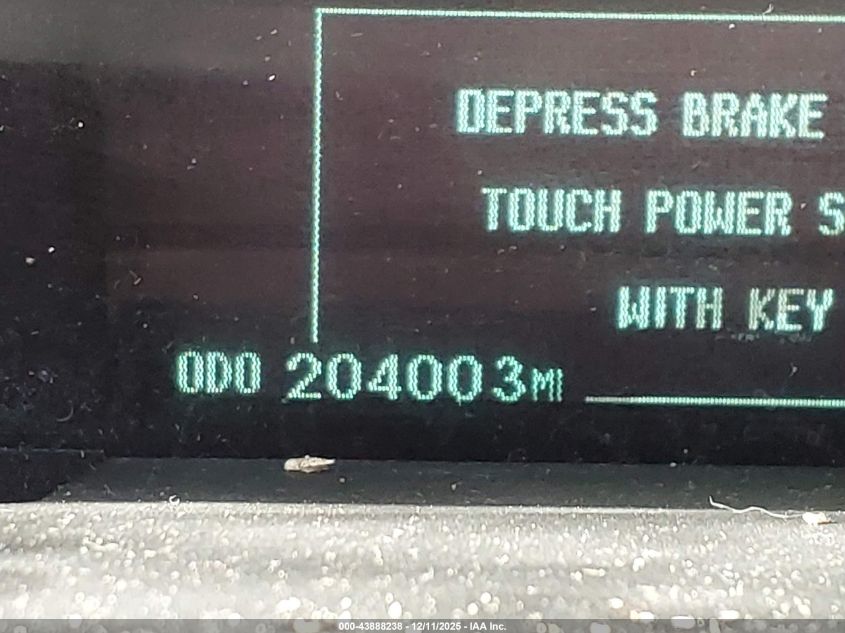 DEPRESS BRAKE
TOUCH POWER S
WITH KEY
ODO 204003MI
000-43888238 - 12/11/2025 - IAA Inc.